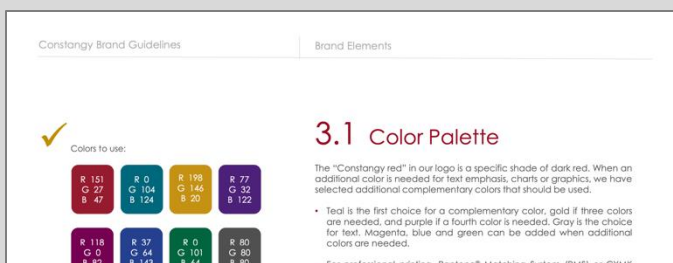 Constangy Brand Guidelines
Brand Elements
Colors to use:
R 151
G 27
B 47
R 0
G 104
B 124
R 198
G 146
B 20
R 77
G 32
B 122
R 118
G 0
R 37
G 64
R 0
G 101
R 80
G 80
3.1 Color Palette
The “Constangy red” in our logo is a specific shade of dark red. When an
additional color is needed for text emphasis, charts or graphics, we have
selected additional complementary colors that should be used.
• Teal is the first choice for a complementary color, gold if three colors
are needed, and purple if a fourth color is needed. Gray is the choice
for text. Magenta, blue and green can be added when additional
colors are needed.